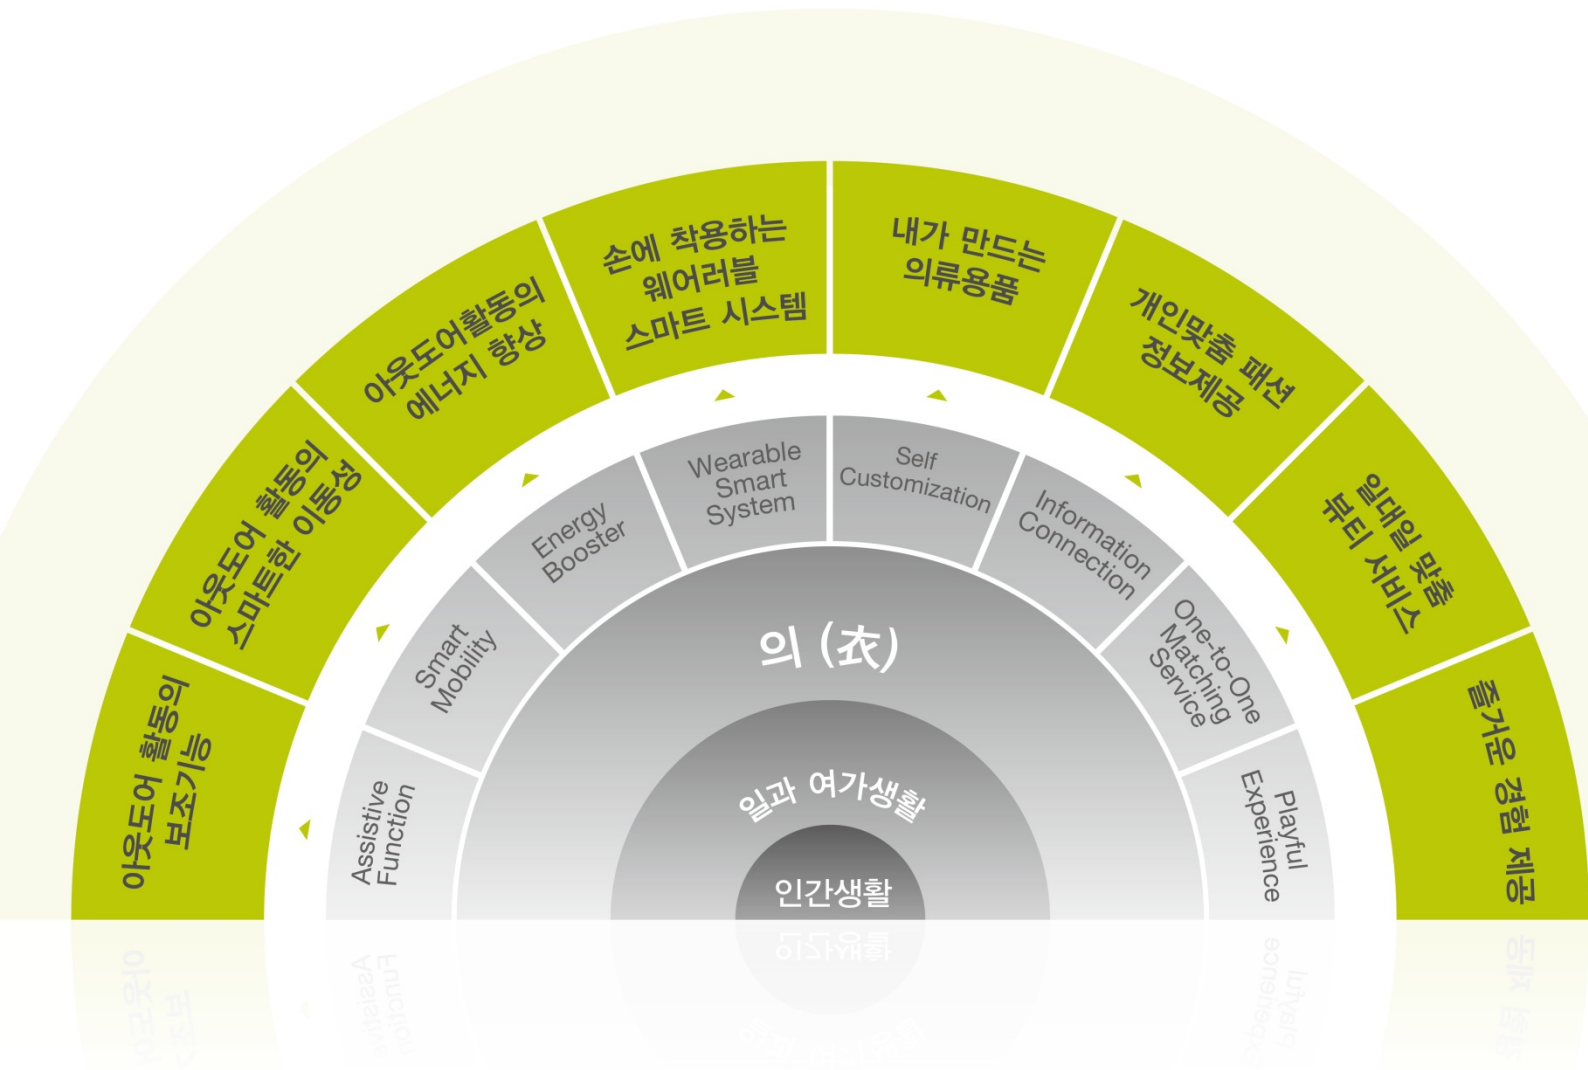 아웃도어 활동의
보조기능
아웃도어 활동의
스마트한 이동성
아웃도어활동의
에너지 향상
손에 착용하는
웨어러블
스마트 시스템
내가 만드는
의류용품
개인맞춤 패션
정보제공
일대일 맞춤
뷰티 서비스
즐거운 경험 제공
Assistive
Function
Smart
Mobility
Energy
Booster
Wearable
Smart
System
Self
Customization
Information
Connection
One-to-One
Matching
Service
Playful
Experience
의 (衣)
일과 여가생활
인간생활